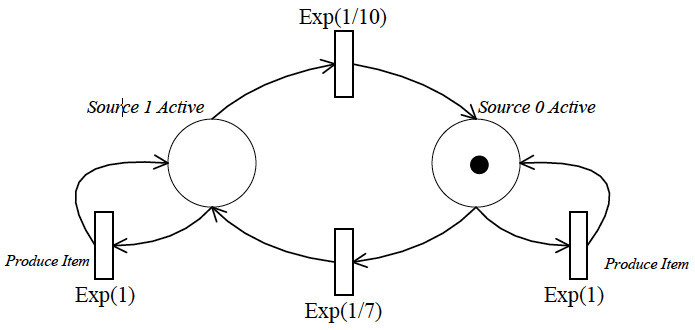 Exp(1/10)
Source 1 Active
Source 0 Active
Produce Item
Produce Item
Exp(1)
Exp(1/7)
Exp(1)